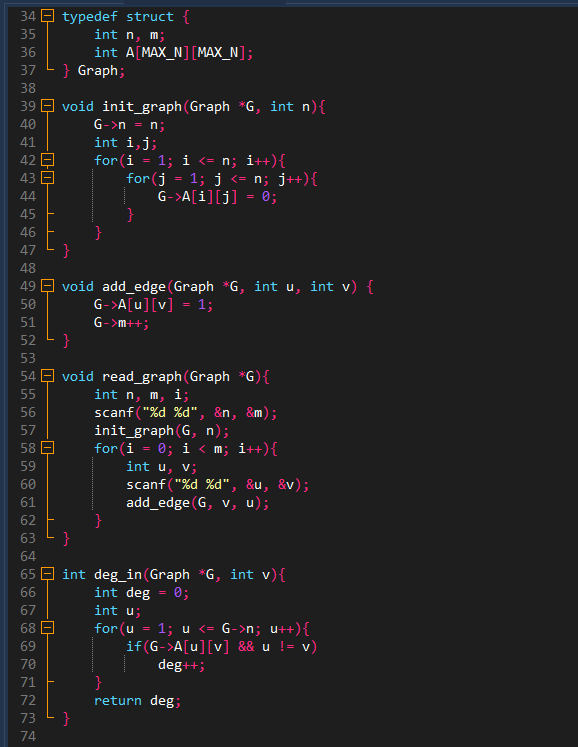 34 typedef struct {
35     int n, m;
36     int A[MAX_N][MAX_N];
37 } Graph;
38
39 void init_graph(Graph *G, int n){
40     G->n = n;
41     int i,j;
42     for(i = 1; i <= n; i++){
43         for(j = 1; j <= n; j++){
44             G->A[i][j] = 0;
45         }
46     }
47 }
48
49 void add_edge(Graph *G, int u, int v) {
50     G->A[u][v] = 1;
51     G->m++;
52 }
53
54 void read_graph(Graph *G){
55     int n, m, i;
56     scanf("%d %d", &n, &m);
57     init_graph(G, n);
58     for(i = 0; i < m; i++){
59         int u, v;
60         scanf("%d %d", &u, &v);
61         add_edge(G, v, u);
62     }
63 }
64
65 int deg_in(Graph *G, int v){
66     int deg = 0;
67     int u;
68     for(u = 1; u <= G->n; u++){
69         if(G->A[u][v] && u != v)
70             deg++;
71     }
72     return deg;
73 }
74